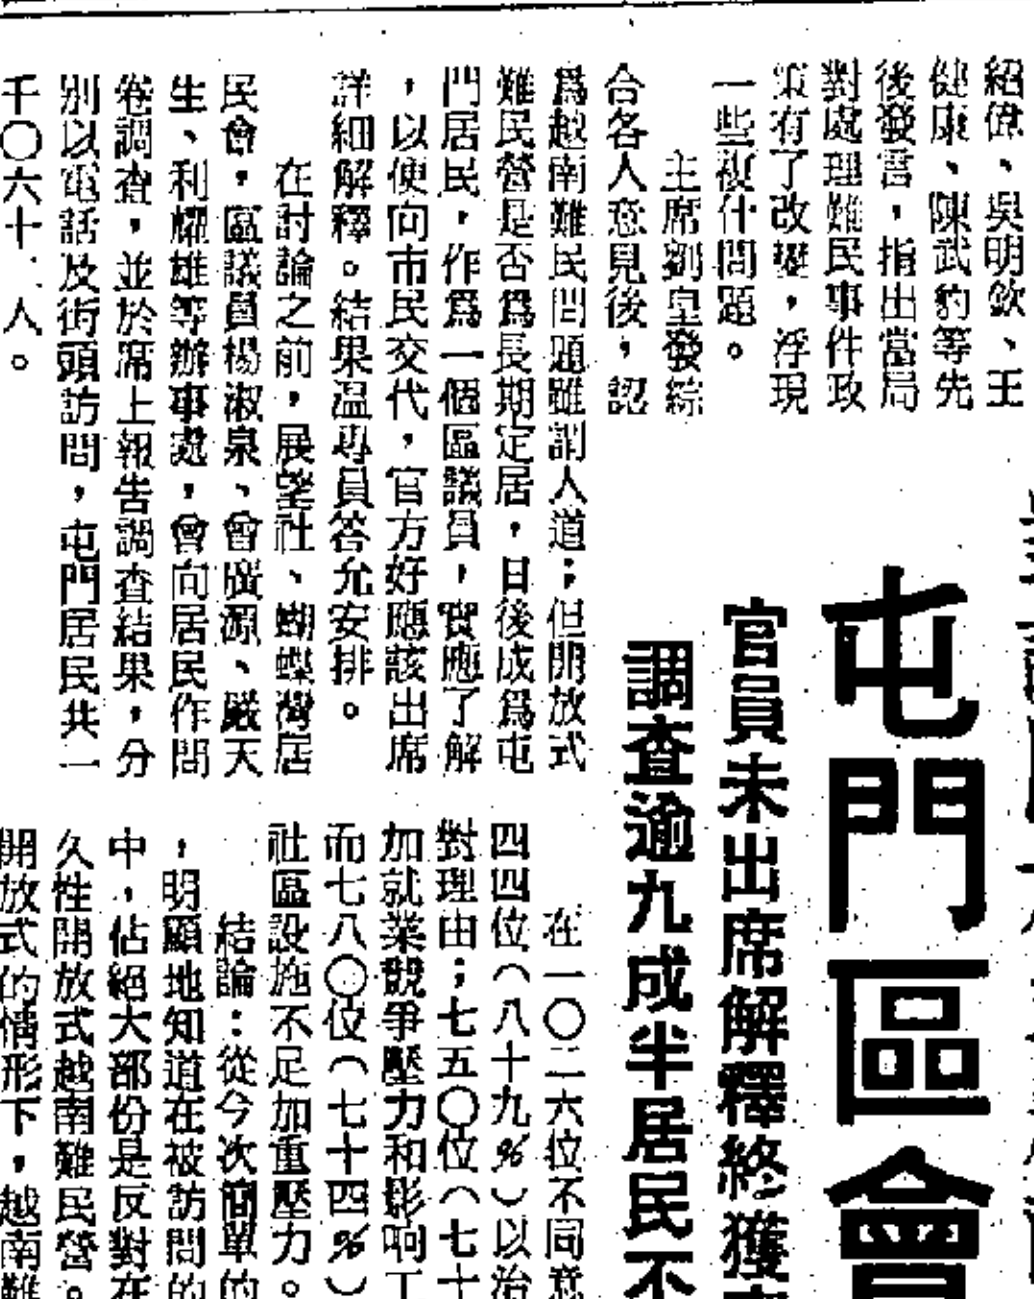 屯門區會
官員未出席解釋終獲
調查逾九成半居民不
紹偉、吳明欽、王
健康、陳武豹等先
後發言，指出當局
對處理難民事件政
策有了改變，浮現
一些複什問題。
主席劉皇發綜
合各人意見後，認
爲越南難民問題雖謂人道；但開放式
難民營是否爲長期定居，日後成爲屯
門居民，作爲一個區議員，實應了解
，以便向市民交代，官方好應該出席
詳細解釋。結果温專員答允安排。
在討論之前，展望社、蝴蝶灣居
民會，區議員楊淑泉、曾廣源、嚴天
生、利耀雄等辦事處，曾向居民作問
卷調查，並於席上報告調查結果，分
別以電話及街頭訪問，屯門居民共一
千〇六十 人。
在一〇二六位不同意
四四位（八十九％）以治
對理由；七五〇位（七十
加就業競爭壓力和影响工
而七八〇位（七十四％）
社區設施不足加重壓力。
結論：從今次簡單的
，明顯地知道在被訪問的
中，佔絕大部份是反對在
久性開放式越南難民營。
開放式的情形下，越南難